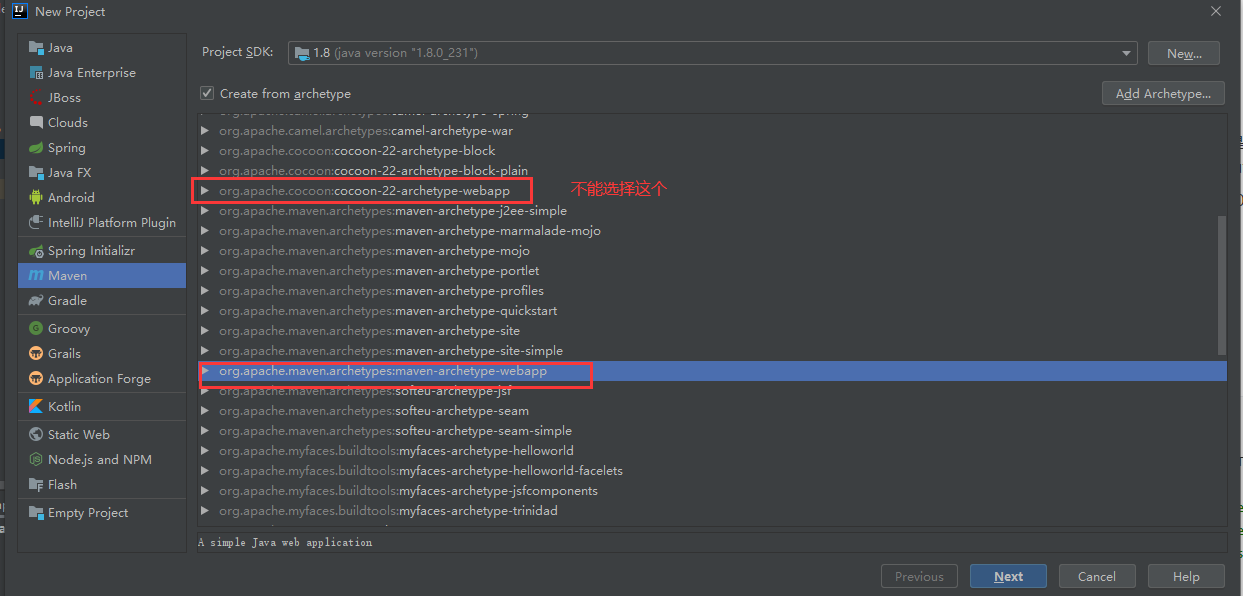 New Project
Java
Java Enterprise
JBoss
Clouds
Spring
Java FX
Android
IntelliJ Platform Plugin
Spring Initializr
Maven
Gradle
Groovy
Grails
Application Forge
Kotlin
Static Web
Node.js and NPM
Flash
Empty Project
Project SDK: 1.8 (java version "1.8.0_231") New...
Create from archetype Add Archetype...
org.apache.camel.archetypes:camel-archetype-spring
org.apache.camel.archetypes:camel-archetype-war
org.apache.cocoon:cocoon-22-archetype-block
org.apache.cocoon:cocoon-22-archetype-block-plain
org.apache.cocoon:cocoon-22-archetype-webapp 不能选择这个
org.apache.maven.archetypes:maven-archetype-j2ee-simple
org.apache.maven.archetypes:maven-archetype-marmalade-mojo
org.apache.maven.archetypes:maven-archetype-mojo
org.apache.maven.archetypes:maven-archetype-portlet
org.apache.maven.archetypes:maven-archetype-profiles
org.apache.maven.archetypes:maven-archetype-quickstart
org.apache.maven.archetypes:maven-archetype-site
org.apache.maven.archetypes:maven-archetype-site-simple
org.apache.maven.archetypes:maven-archetype-webapp
org.apache.maven.archetypes:softeu-archetype-jsf
org.apache.maven.archetypes:softeu-archetype-seam
org.apache.maven.archetypes:softeu-archetype-seam-simple
org.apache.myfaces.buildtools:myfaces-archetype-helloworld
org.apache.myfaces.buildtools:myfaces-archetype-helloworld-facelets
org.apache.myfaces.buildtools:myfaces-archetype-jsfcomponents
org.apache.myfaces.buildtools:myfaces-archetype-trinidad
A simple Java web application
Previous Next Cancel Help